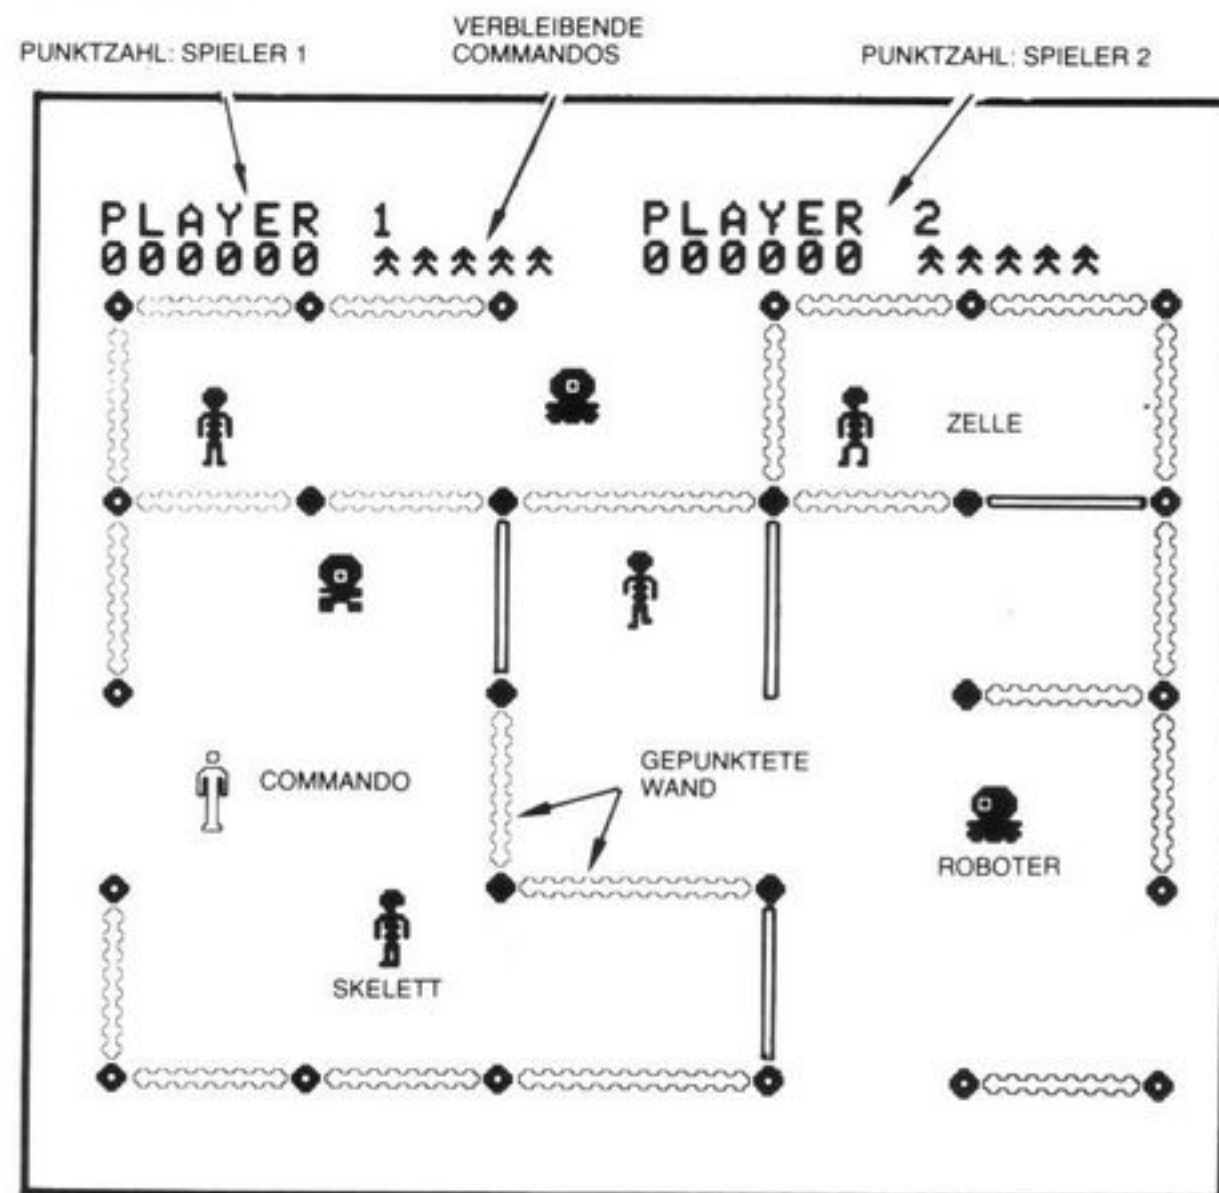 VERBLEIBENDE
COMMANDOS
PUNKTZAHL: SPIELER 1
PUNKTZAHL: SPIELER 2
PLAYER 1
000000
PLAYER 2
000000
ZELLE
COMMANDO
GEPUNKTETE
WAND
ROBOTER
SKELETT